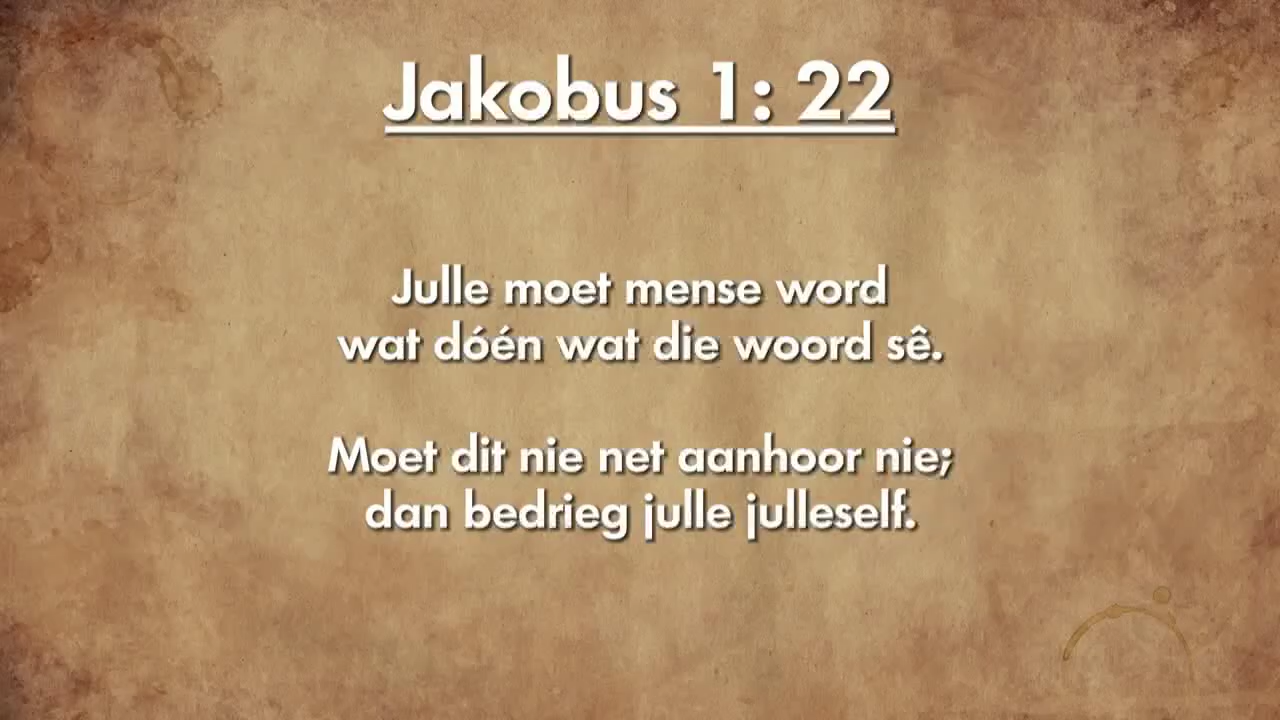 Jakobus 1: 22
Julle moet mense word
wat dóén wat die woord sê.
Moet dit nie net aanhoor nie;
dan bedrieg julle julleself.